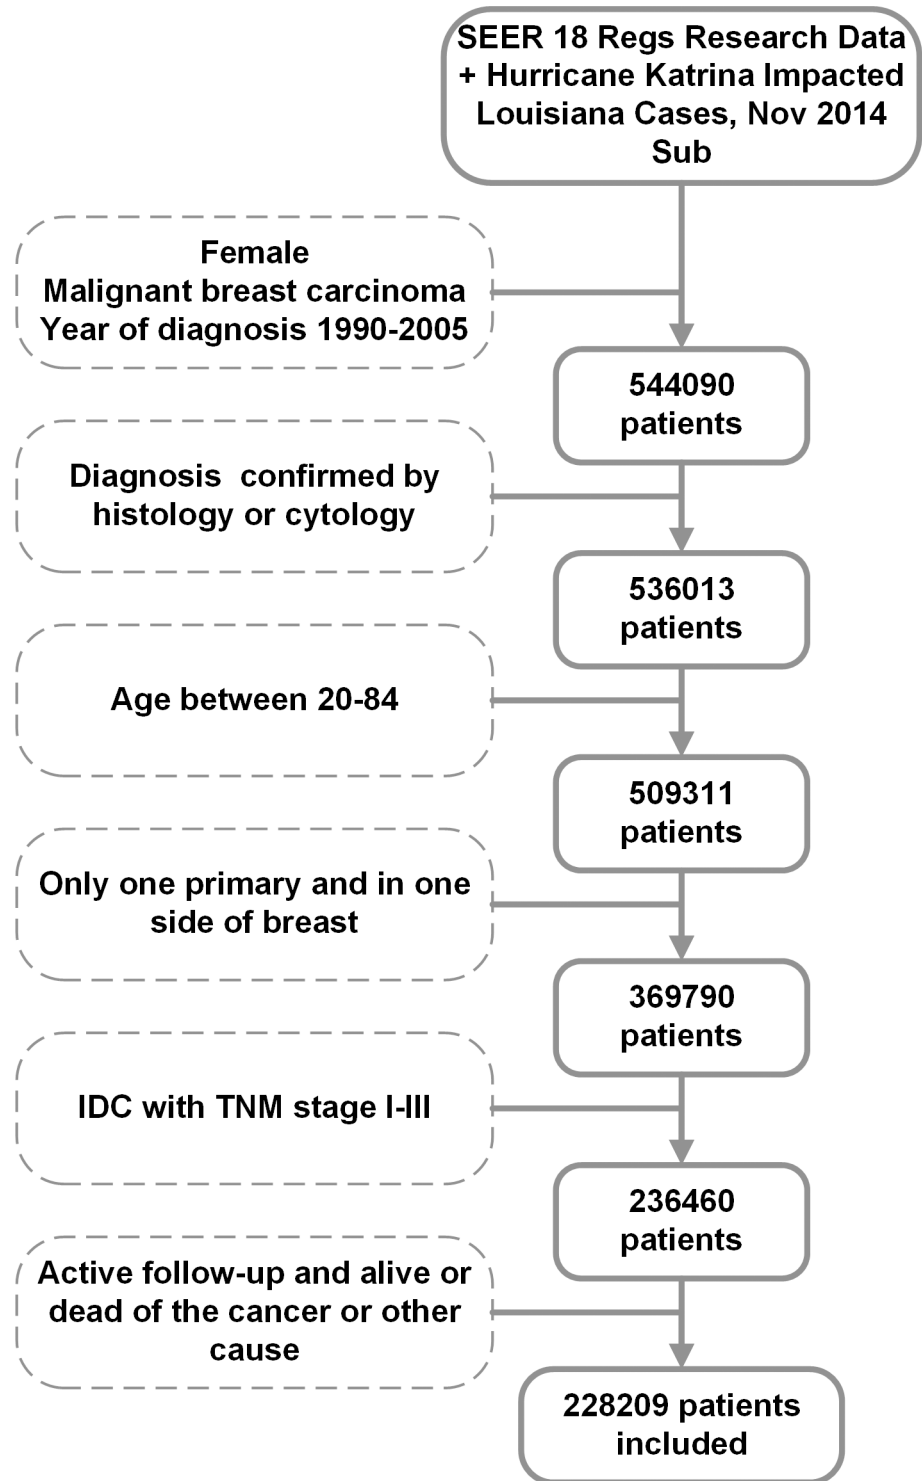 SEER 18 Regs Research Data
+ Hurricane Katrina Impacted
Louisiana Cases, Nov 2014
Sub
Female
Malignant breast carcinoma
Year of diagnosis 1990-2005
544090
patients
Diagnosis confirmed by
histology or cytology
536013
patients
Age between 20-84
509311
patients
Only one primary and in one
side of breast
369790
patients
IDC with TNM stage I-III
236460
patients
Active follow-up and alive or
dead of the cancer or other
cause
228209 patients
included